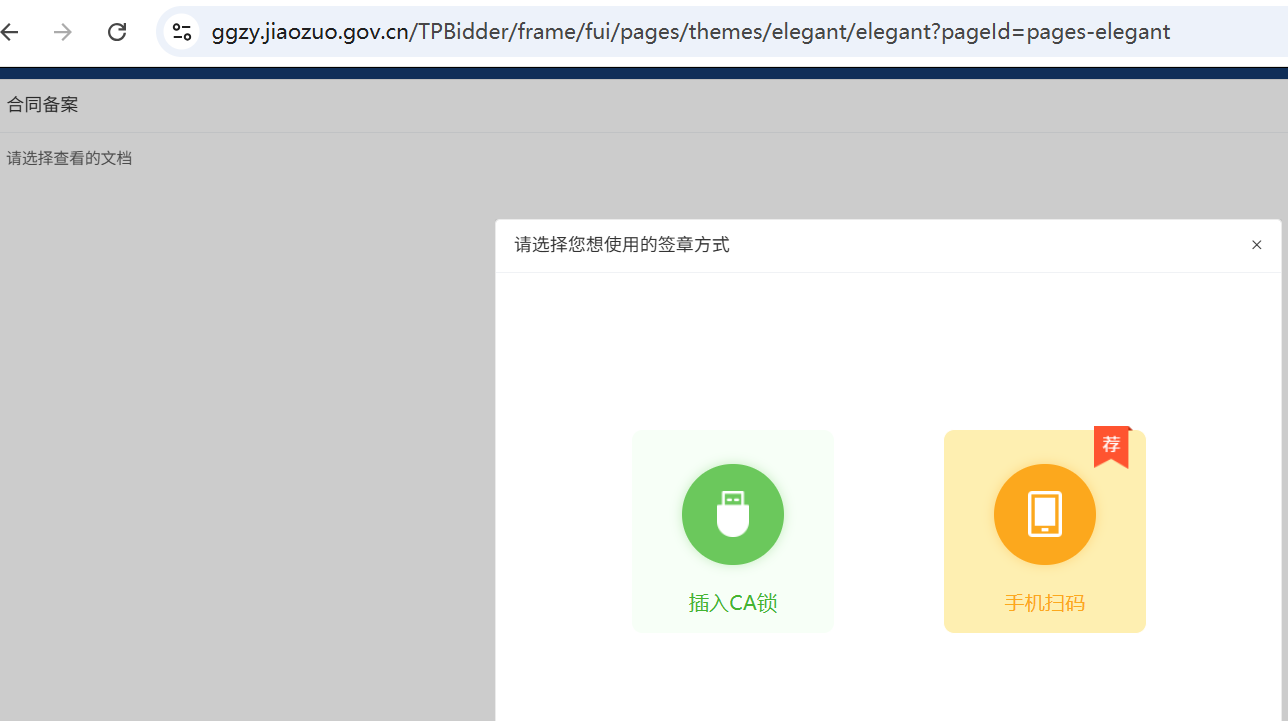 ggzy.jiaozuo.gov.cn/TPBidder/frame/fui/pages/themes/elegant/elegant?pageId=pages-elegant
合同备案
请选择查看的文档
请选择您想使用的签章方式
荐
插入CA锁
手机扫码